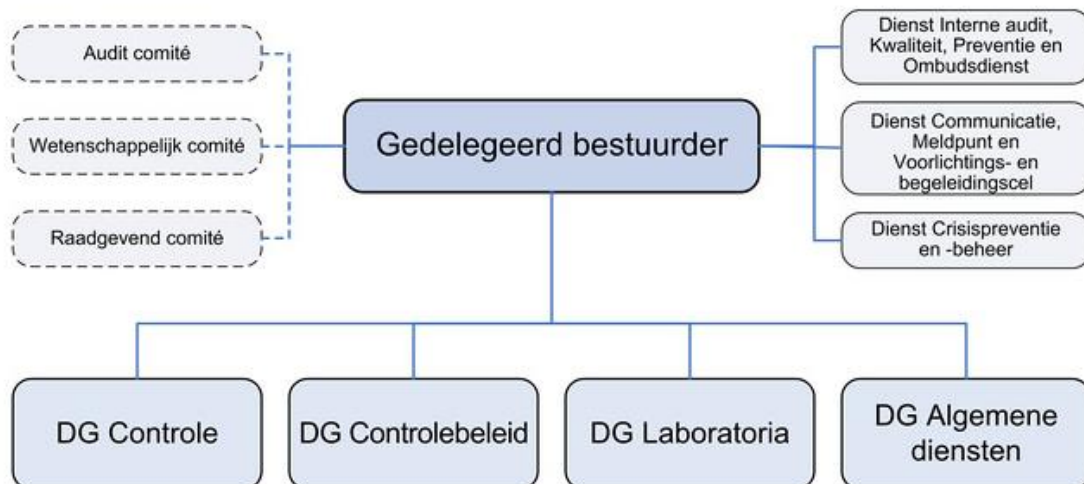 Audit comité
Wetenschappelijk comité
Raadgevend comité
Gedelegeerd bestuurder
Dienst Interne audit,
Kwaliteit, Preventie en
Ombudsdienst
Dienst Communicatie,
Meldpunt en
Voorlichtings- en
begeleidingscel
Dienst Crisispreventie
en -beheer
DG Controle
DG Controlebeleid
DG Laboratoria
DG Algemene
diensten